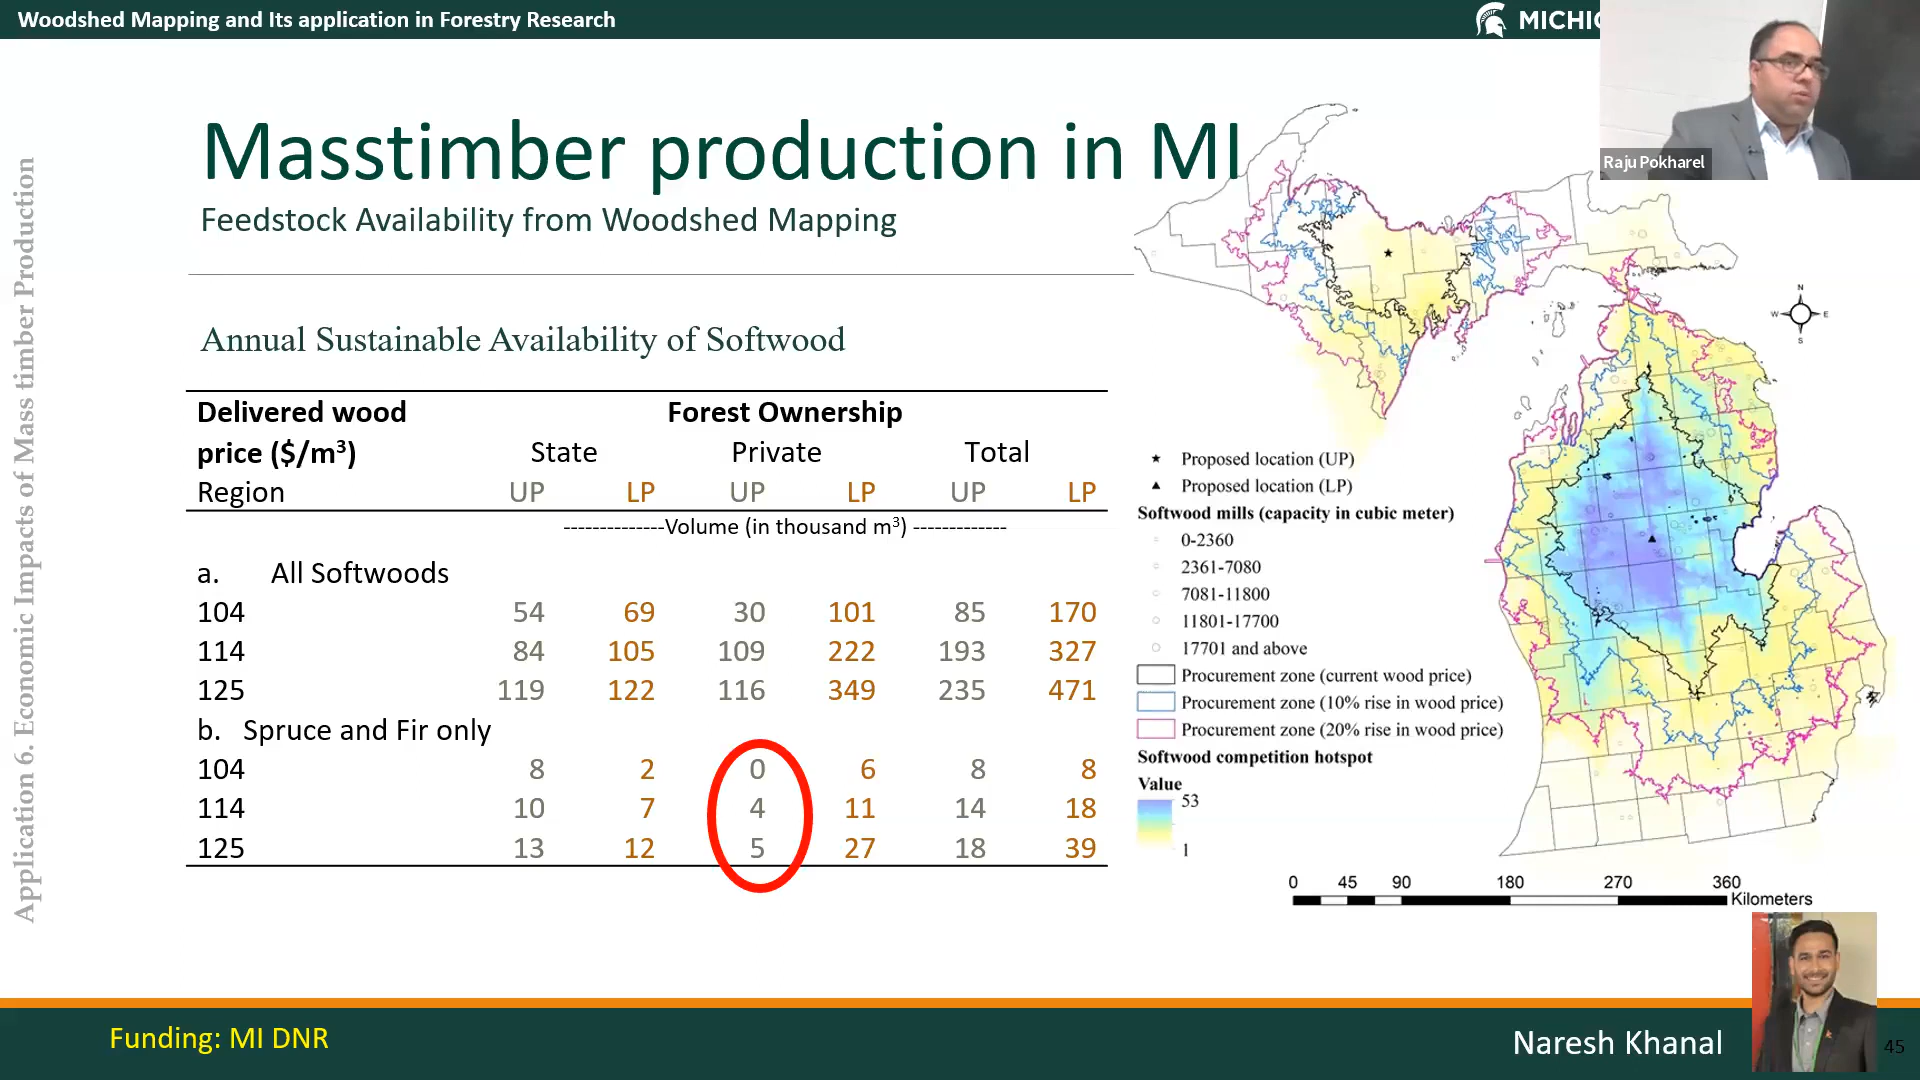 Woodshed Mapping and Its application in Forestry Research
Raju Pokharel
Application 6. Economic Impacts of Mass timber Production
Masstimber production in MI
Feedstock Availability from Woodshed Mapping
Annual Sustainable Availability of Softwood
Delivered wood price ($/m³) Forest Ownership
State Private Total
Region UP LP UP LP UP LP
--------------Volume (in thousand m³) -------------
a. All Softwoods
104 54 69 30 101 85 170
114 84 105 109 222 193 327
125 119 122 116 349 235 471
b. Spruce and Fir only
104 8 2 0 6 8 8
114 10 7 4 11 14 18
125 13 12 5 27 18 39
N
W E
S
Proposed location (UP)
Proposed location (LP)
Softwood mills (capacity in cubic meter)
0-2360
2361-7080
7081-11800
11801-17700
17701 and above
Procurement zone (current wood price)
Procurement zone (10% rise in wood price)
Procurement zone (20% rise in wood price)
Softwood competition hotspot
Value
53
1
0 45 90 180 270 360
Kilometers
Funding: MI DNR
Naresh Khanal
45